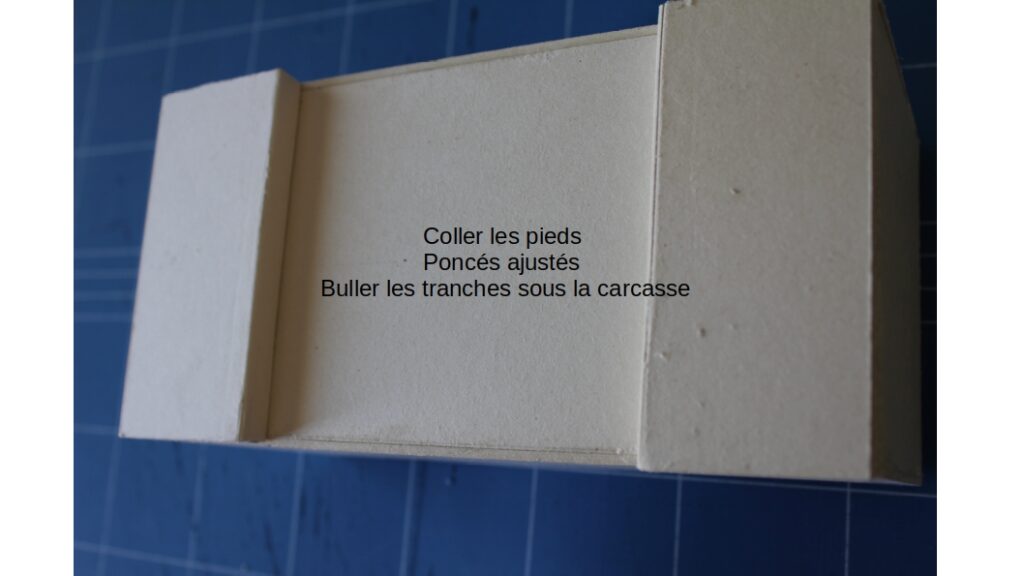 Coller les pieds
Poncés ajustés
Buller les tranches sous la carcasse